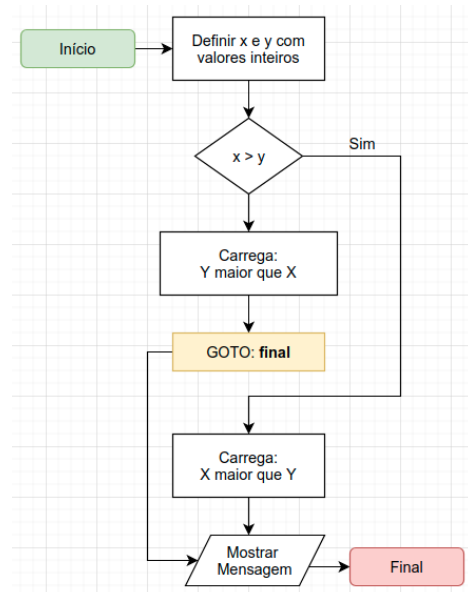 Início
Definir x e y com
valores inteiros
x > y
Sim
Carrega:
Y maior que X
GOTO: final
Carrega:
X maior que Y
Mostrar
Mensagem
Final